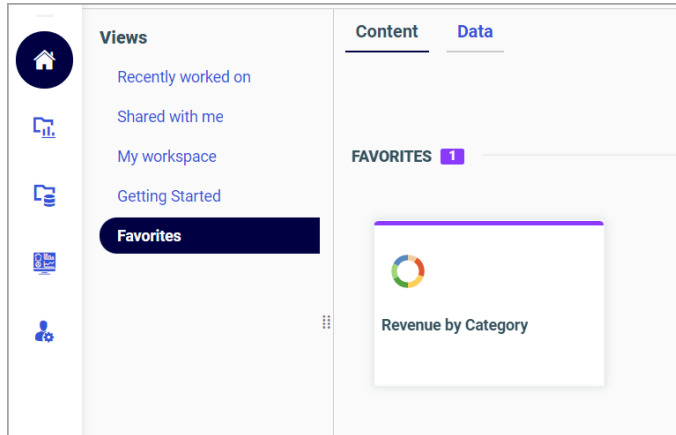 Views
Recently worked on
Shared with me
My workspace
Getting Started
Favorites
Content Data
FAVORITES 1
Revenue by Category